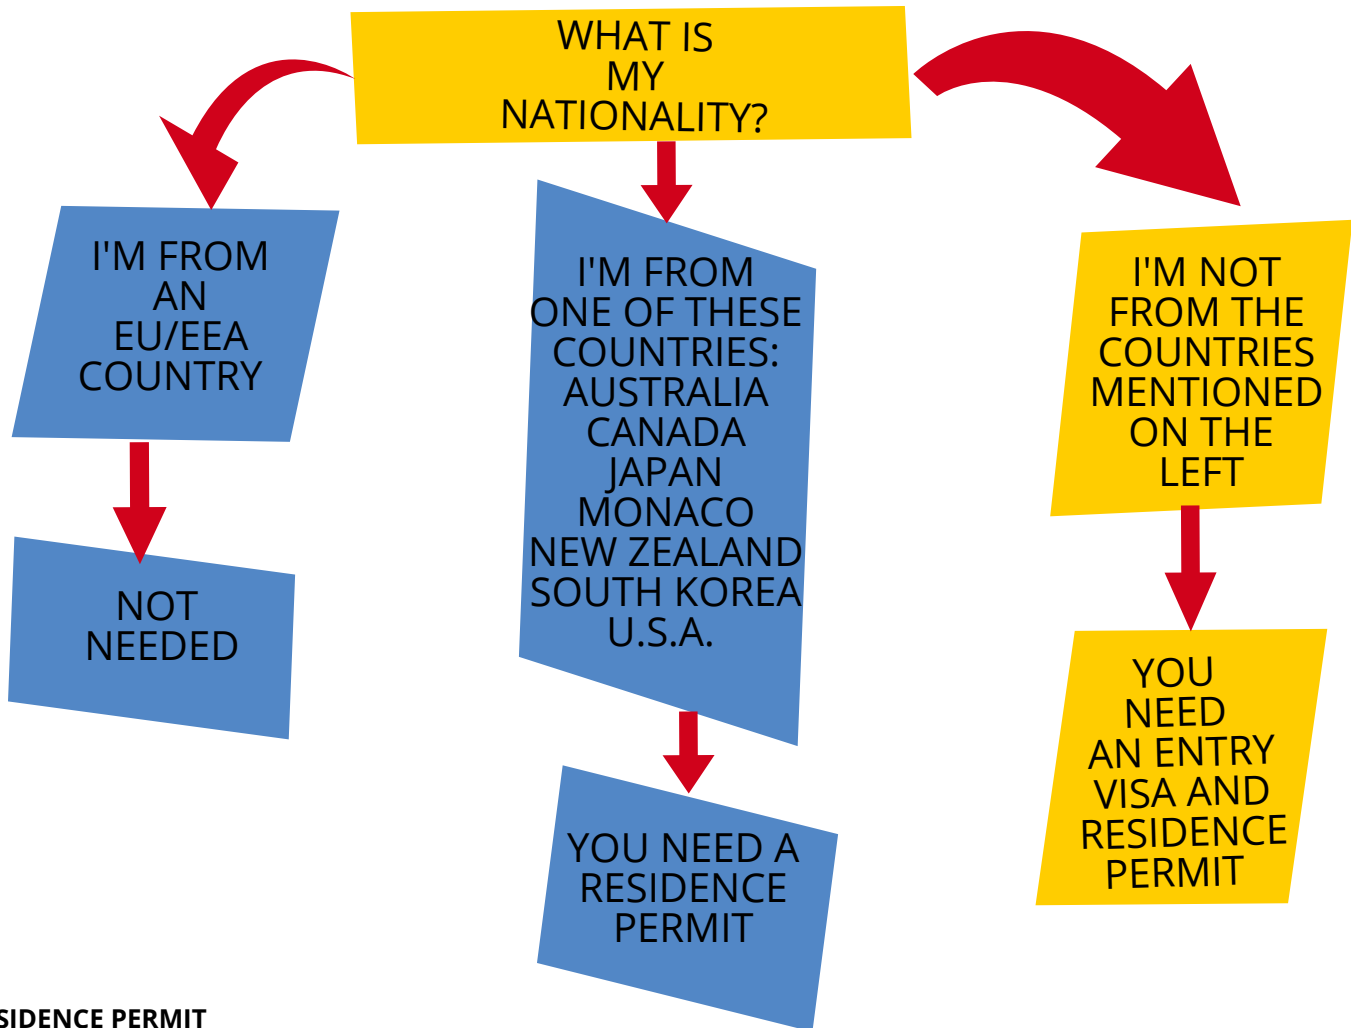 WHAT IS
MY
NATIONALITY?
I'M FROM
AN
EU/EEA
COUNTRY
NOT
NEEDED
I'M FROM
ONE OF THESE
COUNTRIES:
AUSTRALIA
CANADA
JAPAN
MONACO
NEW ZEALAND
SOUTH KOREA
U.S.A.
YOU NEED A
RESIDENCE
PERMIT
I'M NOT
FROM THE
COUNTRIES
MENTIONED
ON THE
LEFT
YOU
NEED
AN ENTRY
VISA AND
RESIDENCE
PERMIT
SIDENCE PERMIT